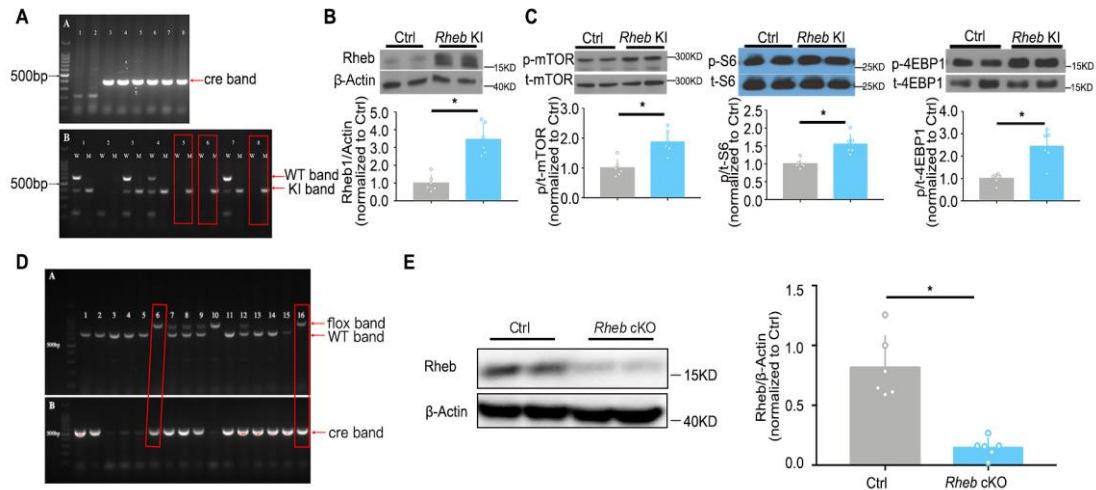 A
A
1 2 3 4 5 6 7 8
500bp
cre band
B
1 2 3 4 5 6 7 8
W M W M W M W M W M W M W M W M
WT band
500bp
KI band
B
Ctrl Rheb KI
Rheb
15KD
β-Actin
40KD
*
Rheb1/Actin
(normalized to Ctrl)
5.0
4.0
3.0
2.0
1.0
0.0
C
Ctrl Rheb KI
p-mTOR
300KD
t-mTOR
300KD
*
p/t-mTOR
(normalized to Ctrl)
3.0
2.0
1.0
0.0
Ctrl Rheb KI
p-S6
25KD
t-S6
25KD
*
p/t-S6
(normalized to Ctrl)
2.5
2.0
1.5
1.0
0.5
0.0
Ctrl Rheb KI
p-4EBP1
15KD
t-4EBP1
15KD
*
p/t-4EBP1
(normalized to Ctrl)
4.0
3.0
2.0
1.0
0.0
D
A
1 2 3 4 5 6 7 8 9 10 11 12 13 14 15 16
flox band
WT band
500bp
B
500bp
cre band
E
Ctrl Rheb cKO
Rheb
15KD
β-Actin
40KD
*
Rheb/β-Actin
(normalized to Ctrl)
1.5
1.0
0.5
0.0
Ctrl Rheb cKO